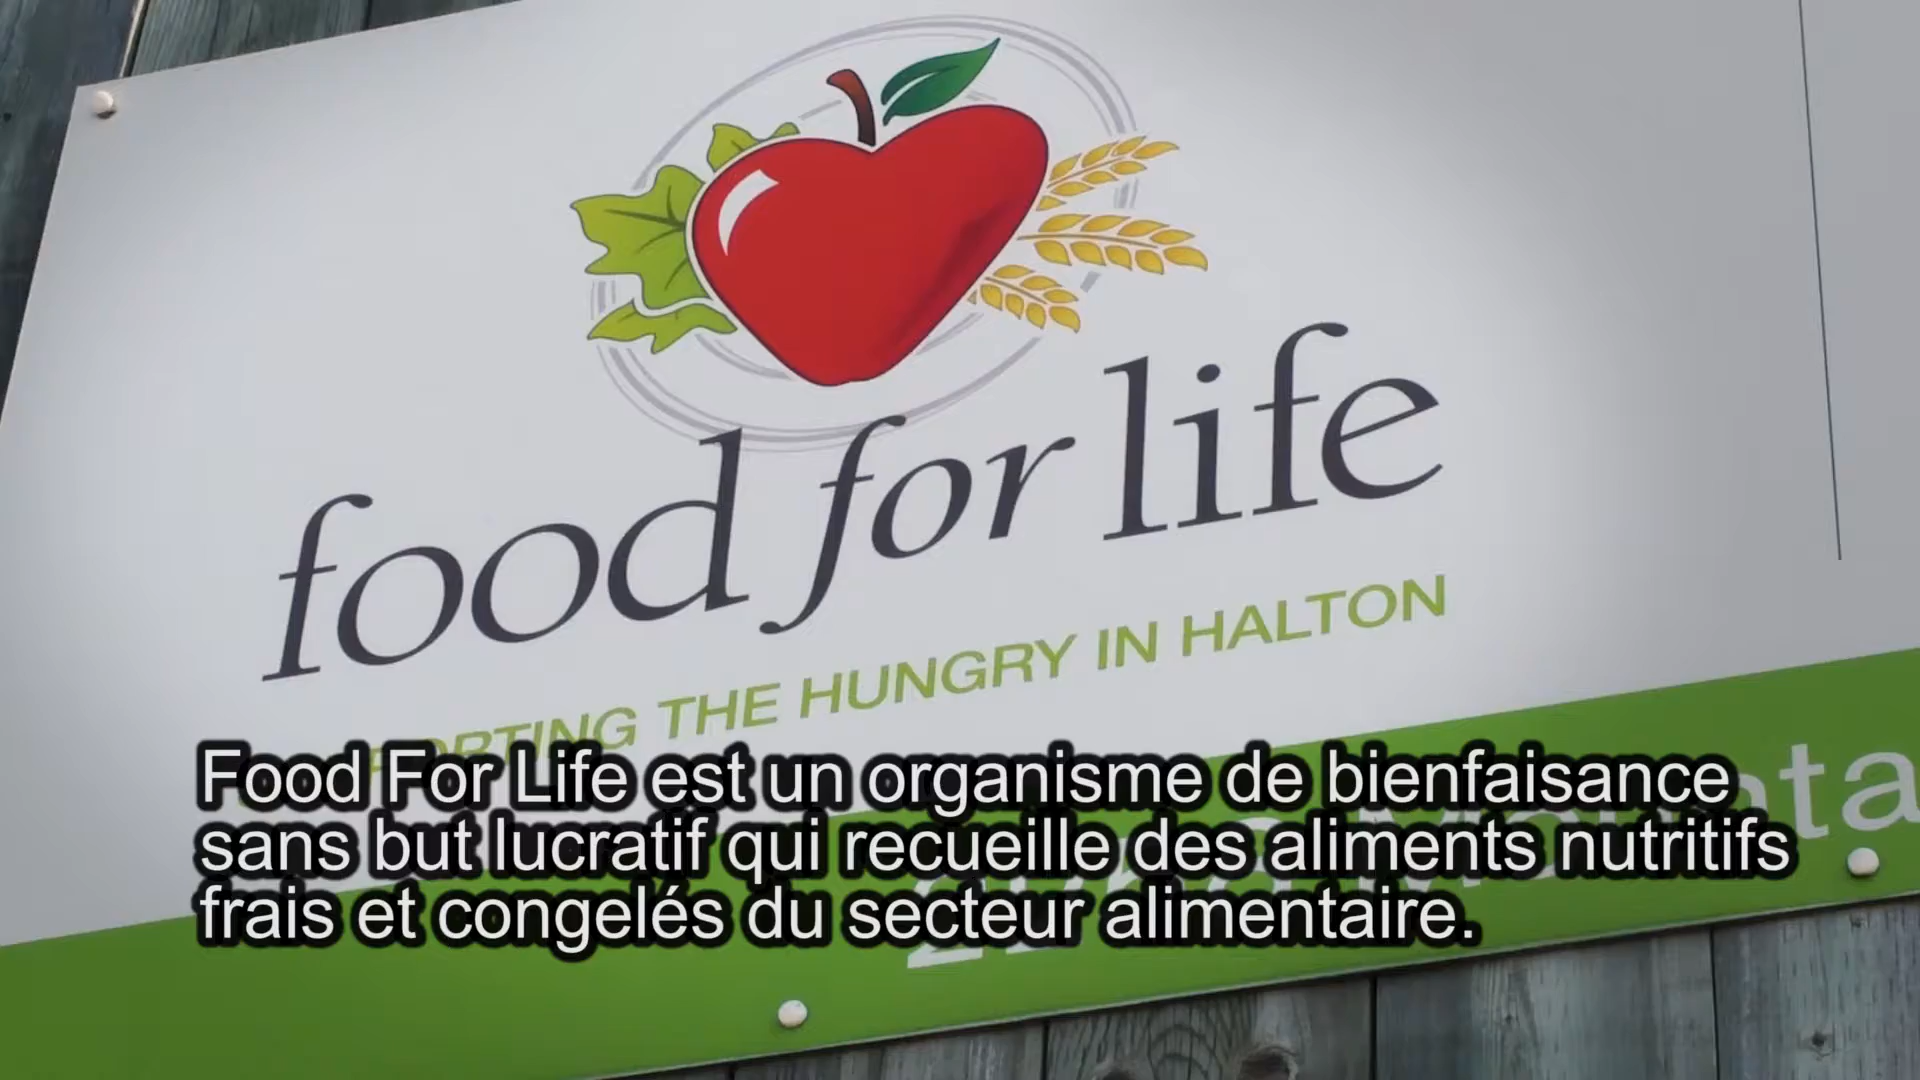 food for life
THE HUNGRY IN HALTON
Food For Life est un organisme de bienfaisance
sans but lucratif qui recueille des aliments nutritifs
frais et congelés du secteur alimentaire.